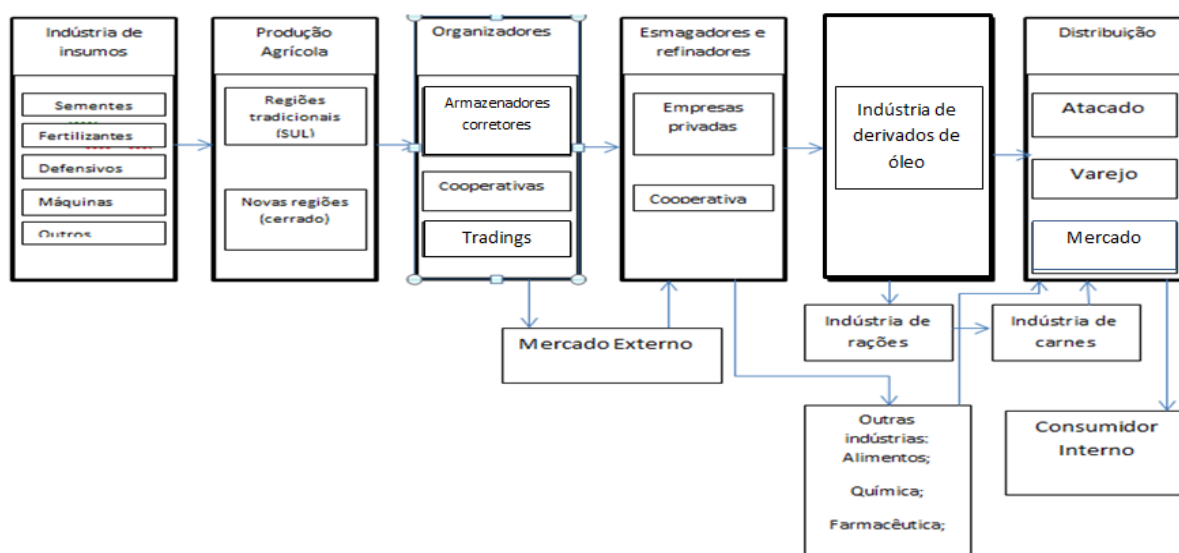 Indústria de
insumos
Sementes
Fertilizantes
Defensivos
Máquinas
Outros
Produção
Agrícola
Regiões
tradicionais
(SUL)
Novas regiões
(cerrado)
Organizadores
Armazenadores
corretores
Cooperativas
Tradings
Esmagadores e
refinadores
Empresas
privadas
Cooperativa
Indústria de
derivados de
óleo
Distribuição
Atacado
Varejo
Mercado
Mercado Externo
Indústria de
rações
Indústria de
carnes
Outras
indústrias:
Alimentos;
Química;
Farmacêutica;
Consumidor
Interno